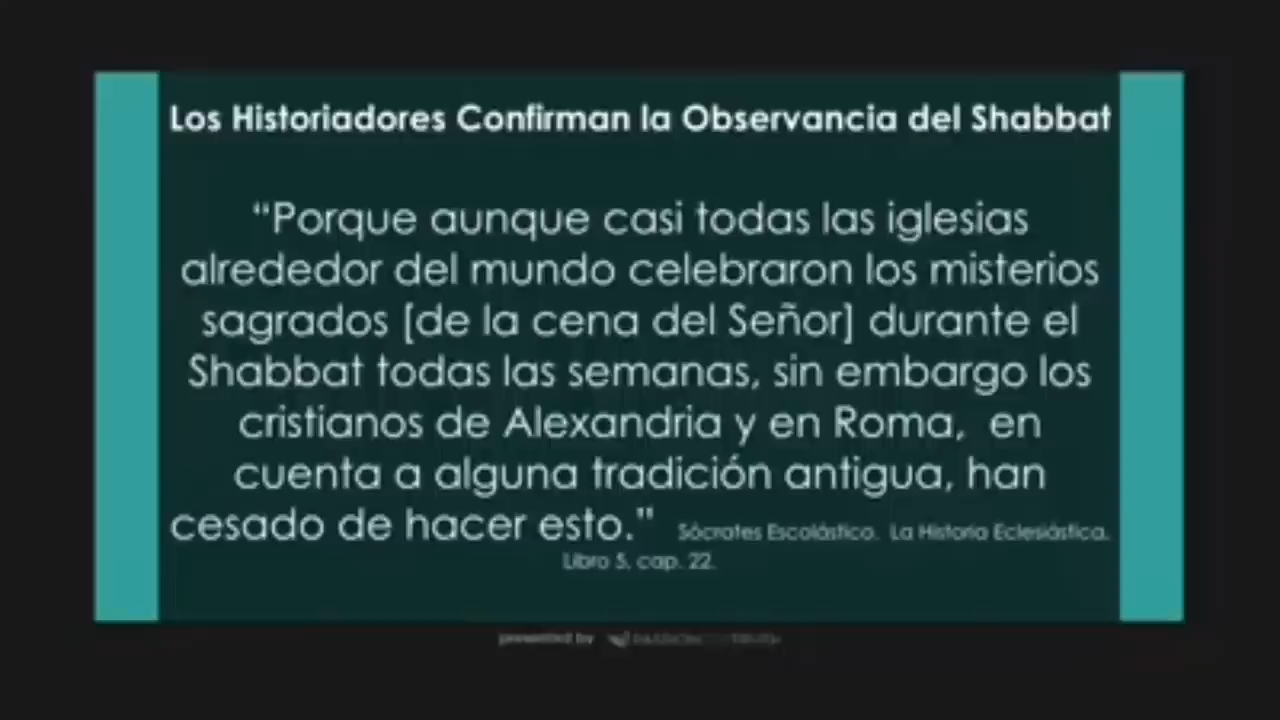 Los Historiadores Confirman la Observancia del Shabbat
“Porque aunque casi todas las iglesias
alrededor del mundo celebraron los misterios
sagrados [de la cena del Señor] durante el
Shabbat todas las semanas, sin embargo los
cristianos de Alexandria y en Roma, en
cuenta a alguna tradición antigua, han
cesado de hacer esto.” Sócrates Escolástico. La Historia Eclesiástica.
Libro 5, cap. 22.
presented by